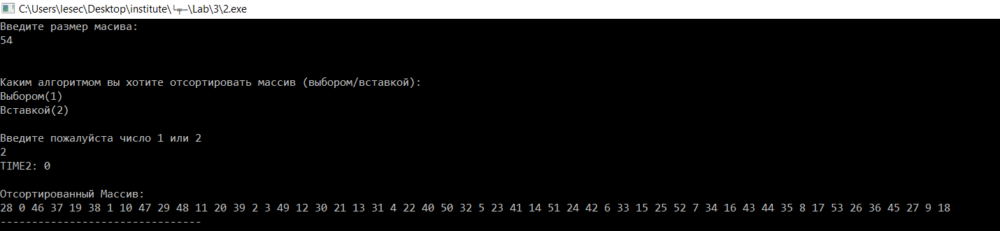 C:\Users\lesec\Desktop\institute\╘╤─\Lab\3\2.exe
Введите размер масива:
54
Каким алгоритмом вы хотите отсортировать массив (выбором/вставкой):
Выбором(1)
Вставкой(2)
Введите пожалуйста число 1 или 2
2
TIME2: 0
Отсортированный Массив:
28 0 46 37 19 38 1 10 47 29 48 11 20 39 2 3 49 12 30 21 13 31 4 22 40 50 32 5 23 41 14 51 24 42 6 33 15 25 52 7 34 16 43 44 35 8 17 53 26 36 45 27 9 18
--------------------------------